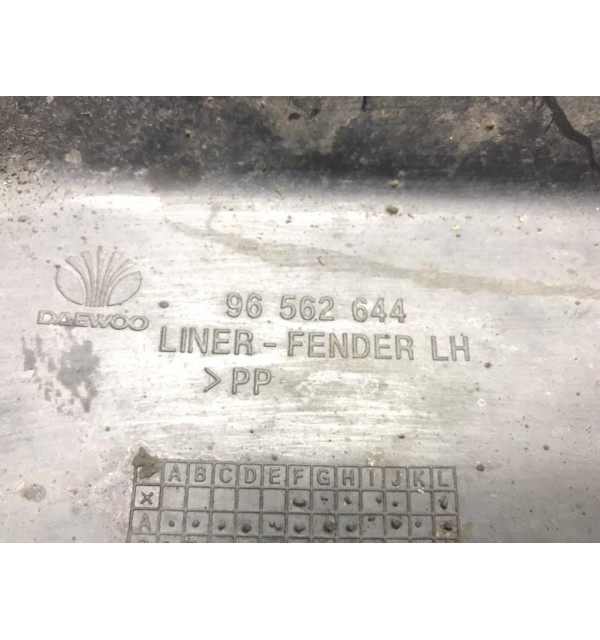 DAEWOO
96 562 644
LINER - FENDER LH
>PP
A B C D E F G H I J K L
X
A